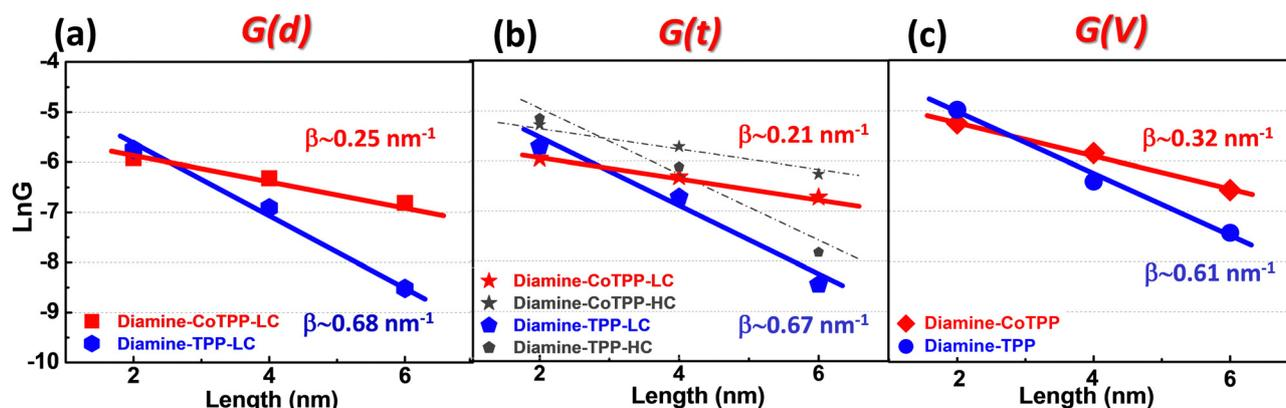 (a)
G(d)
-4
-5
-6
-7
-8
-9
-10
LnG
β~0.25 nm-1
Diamine-CoTPP-LC
Diamine-TPP-LC
β~0.68 nm-1
2
4
6
Length (nm)
(b)
G(t)
β~0.21 nm-1
Diamine-CoTPP-LC
Diamine-CoTPP-HC
Diamine-TPP-LC
Diamine-TPP-HC
β~0.67 nm-1
2
4
6
Length (nm)
(c)
G(V)
β~0.32 nm-1
β~0.61 nm-1
Diamine-CoTPP
Diamine-TPP
2
4
6
Length (nm)